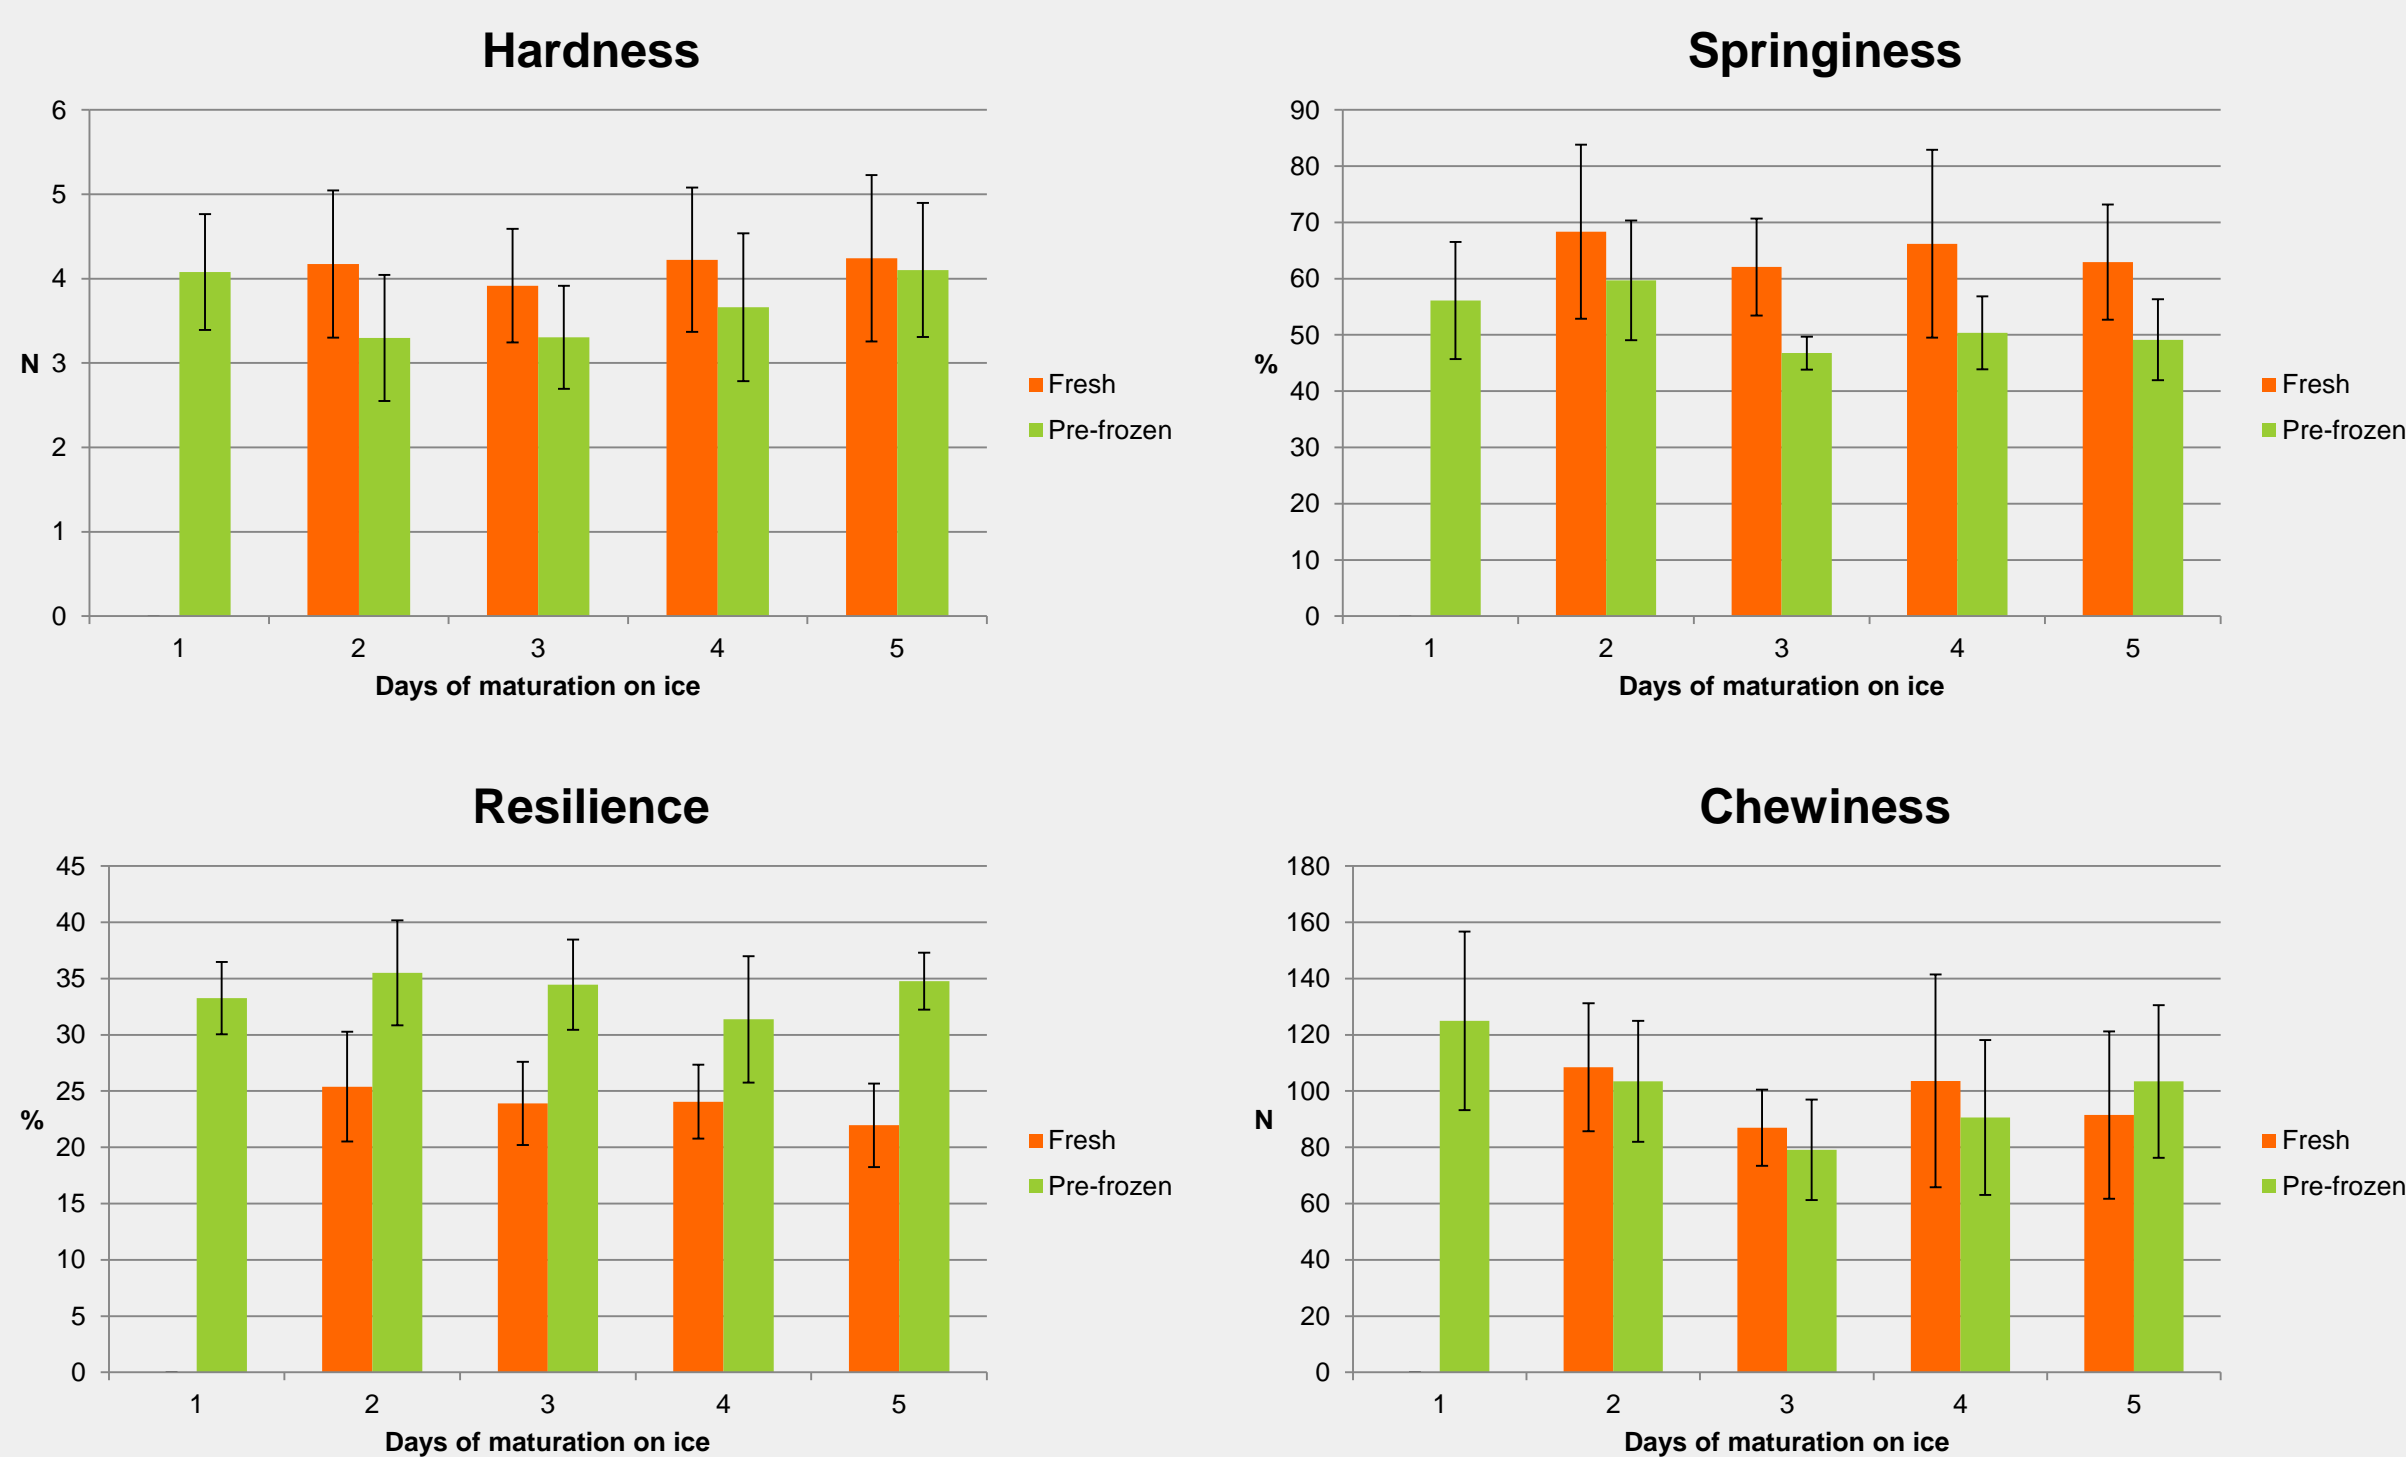 Hardness
6
5
4
3
2
1
0
N
1 2 3 4 5
Days of maturation on ice
Fresh
Pre-frozen
Springiness
90
80
70
60
50
40
30
20
10
0
%
1 2 3 4 5
Days of maturation on ice
Fresh
Pre-frozen
Resilience
45
40
35
30
25
20
15
10
5
0
%
1 2 3 4 5
Days of maturation on ice
Fresh
Pre-frozen
Chewiness
180
160
140
120
100
80
60
40
20
0
N
1 2 3 4 5
Days of maturation on ice
Fresh
Pre-frozen